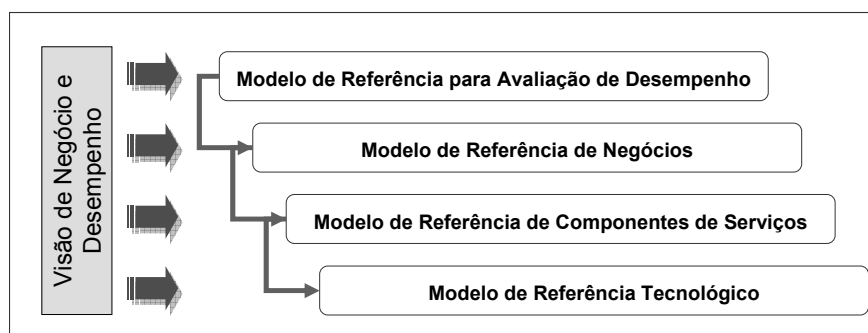 Visão de Negócio e
Desempenho
Modelo de Referência para Avaliação de Desempenho
Modelo de Referência de Negócios
Modelo de Referência de Componentes de Serviços
Modelo de Referência Tecnológico